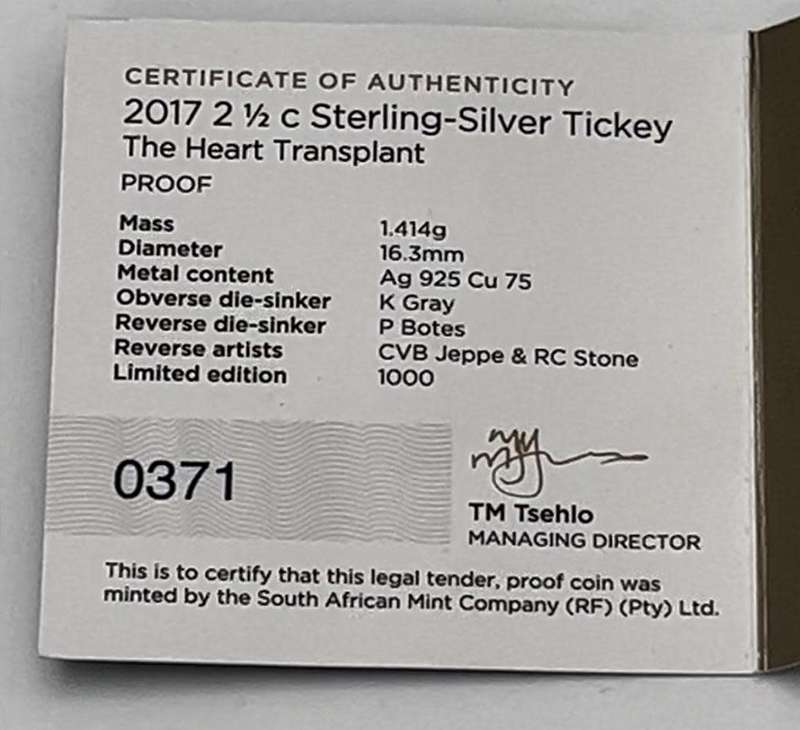 CERTIFICATE OF AUTHENTICITY
2017 2 ½ c Sterling-Silver Tickey
The Heart Transplant
PROOF
Mass 1.414g
Diameter 16.3mm
Metal content Ag 925 Cu 75
Obverse die-sinker K Gray
Reverse die-sinker P Botes
Reverse artists CVB Jeppe & RC Stone
Limited edition 1000
0371
TM Tsehlo
MANAGING DIRECTOR
This is to certify that this legal tender, proof coin was
minted by the South African Mint Company (RF) (Pty) Ltd.